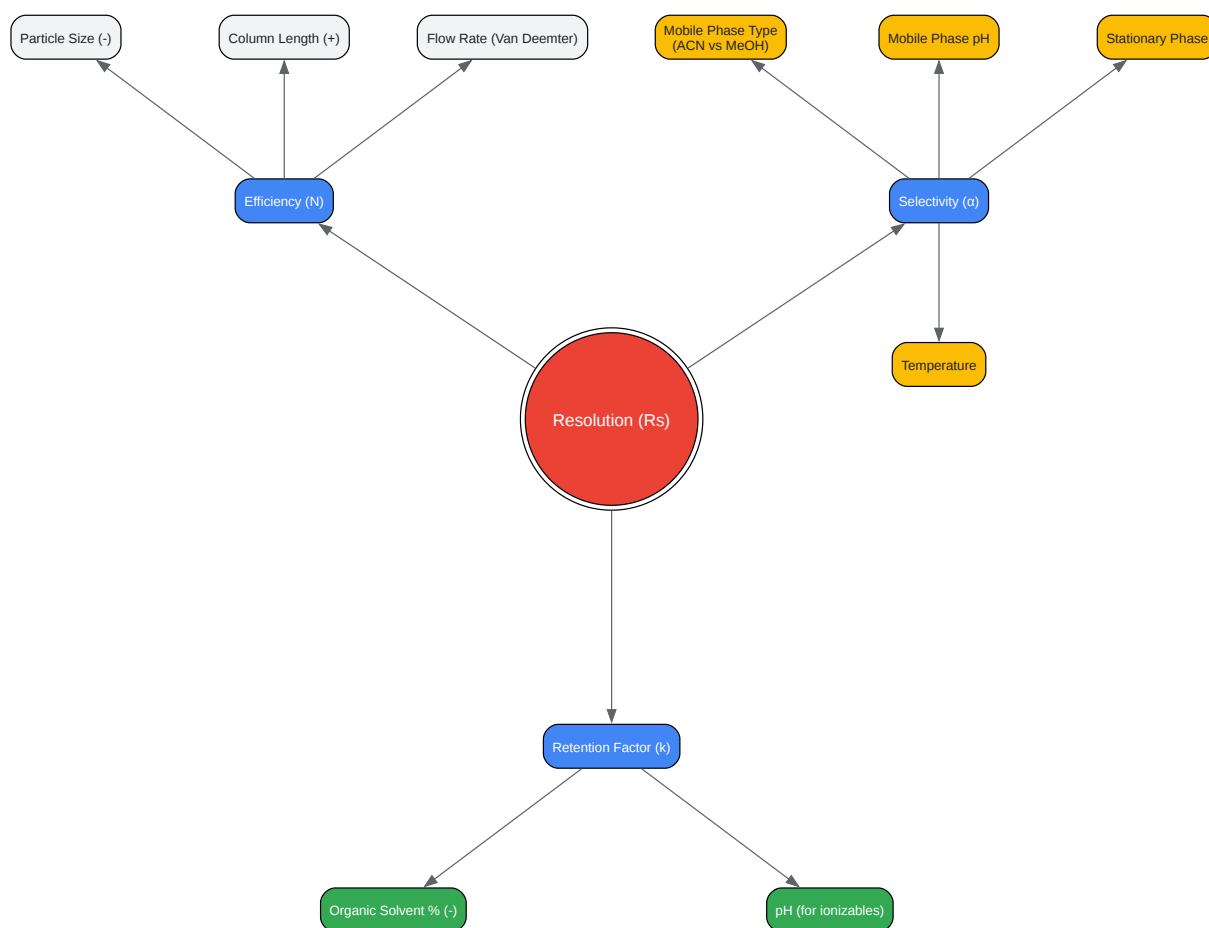 Particle Size (-)
Column Length (+)
Flow Rate (Van Deemter)
Mobile Phase Type
(ACN vs MeOH)
Mobile Phase pH
Stationary Phase
Efficiency (N)
Selectivity (α)
Temperature
Resolution (Rs)
Retention Factor (k)
Organic Solvent % (-)
pH (for ionizables)